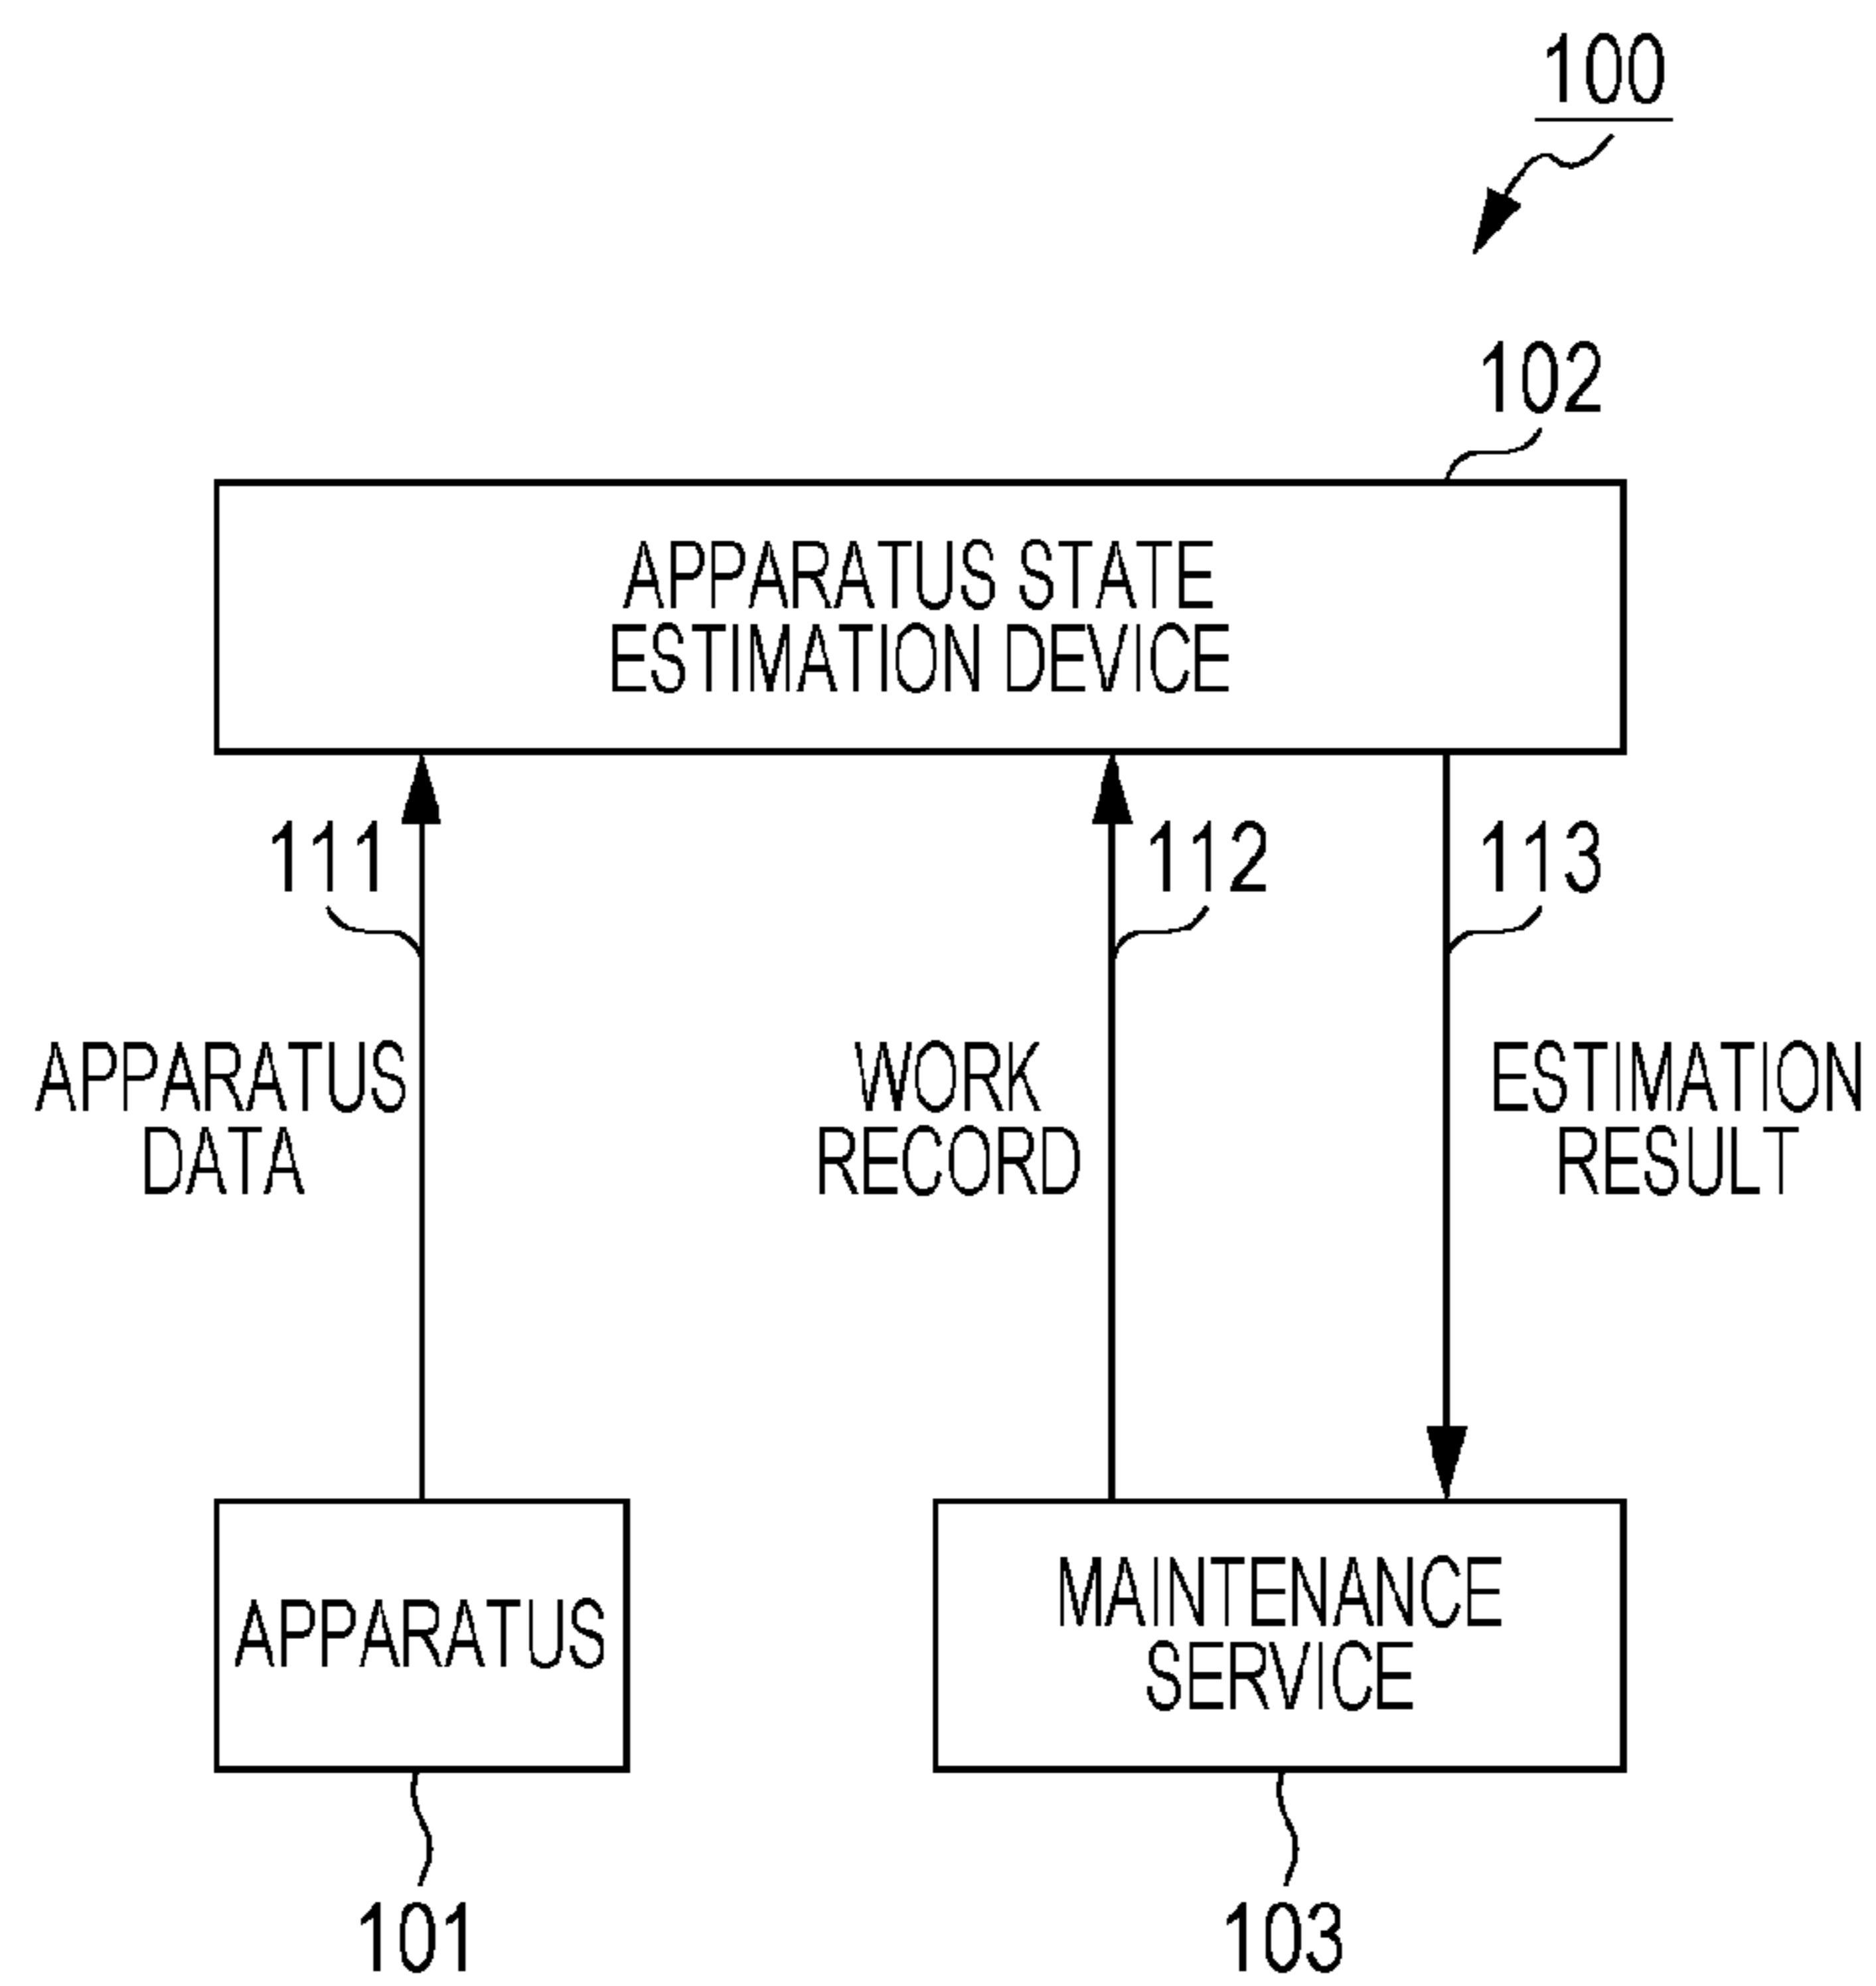 100
102
APPARATUS STATE
ESTIMATION DEVICE
111
112
113
APPARATUS
DATA
WORK
RECORD
ESTIMATION
RESULT
APPARATUS
MAINTENANCE
SERVICE
101
103